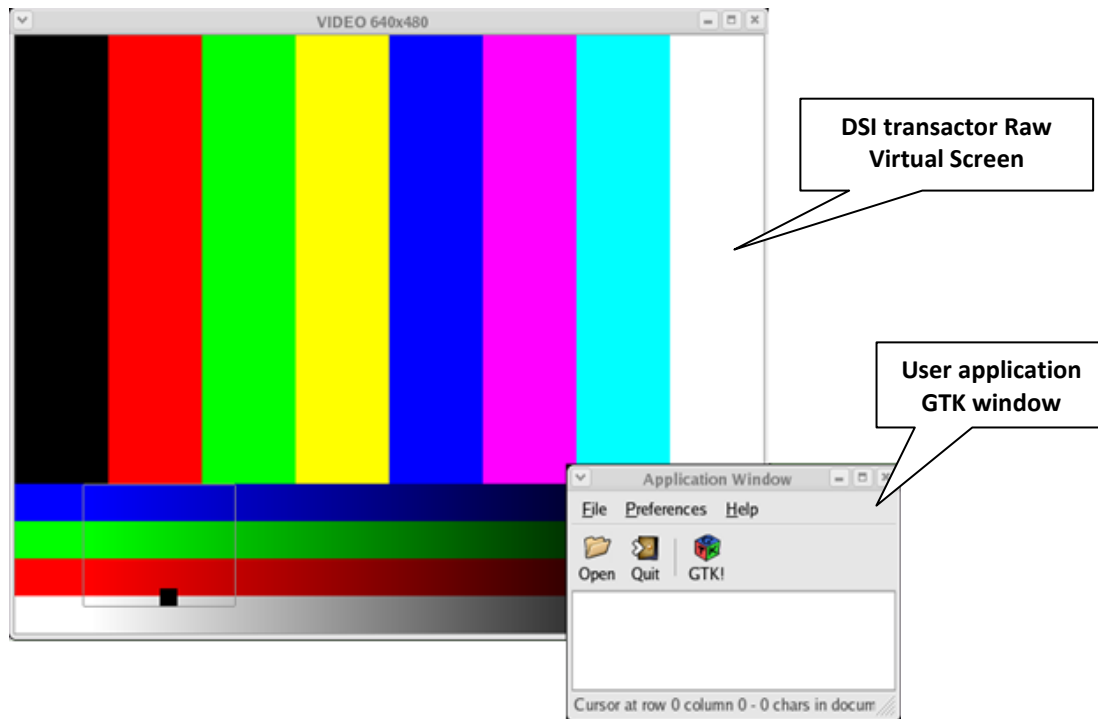 VIDEO 640x480
DSI transactor Raw
Virtual Screen
User application
GTK window
Application Window
File Preferences Help
Open Quit GTK!
Cursor at row 0 column 0 - 0 chars in docum